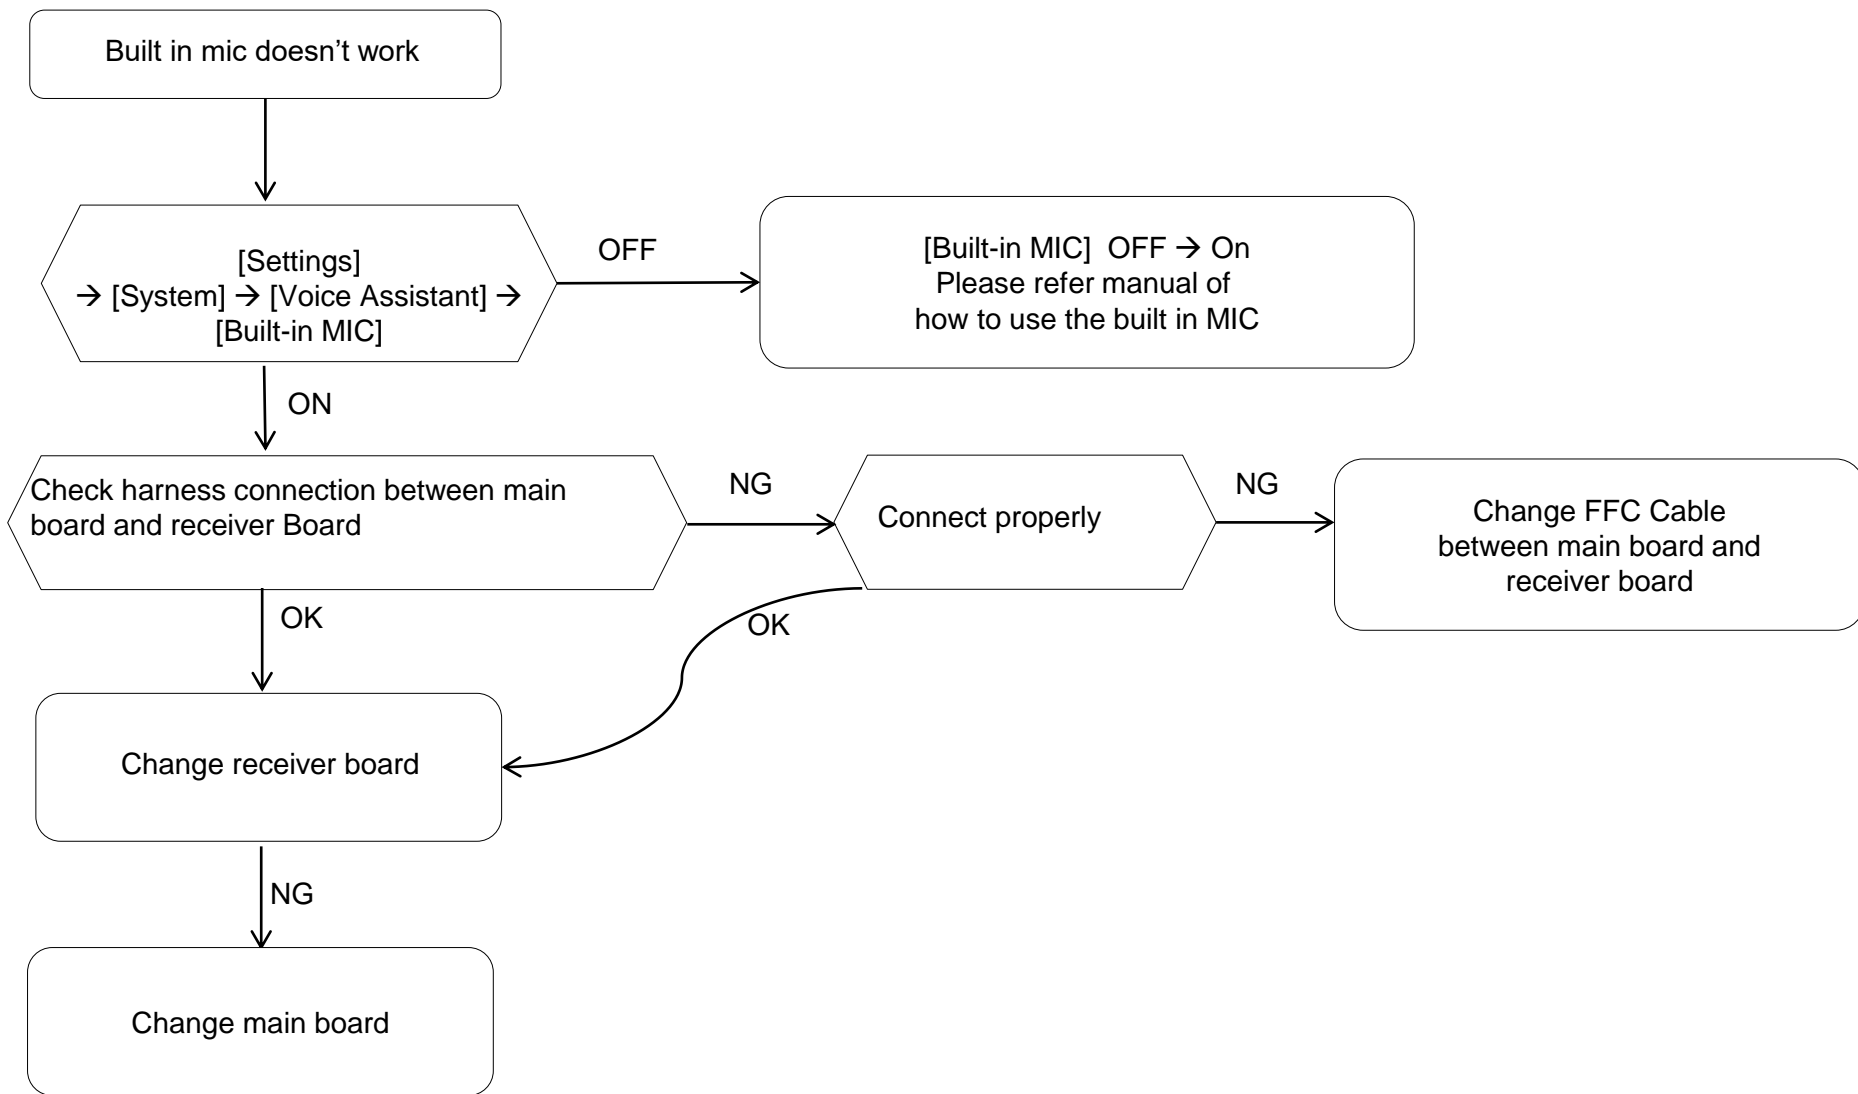 Built in mic doesn’t work
[Settings]
→ [System] → [Voice Assistant] →
[Built-in MIC]
OFF
[Built-in MIC]  OFF → On
Please refer manual of
how to use the built in MIC
ON
Check harness connection between main
board and receiver Board
NG
Connect properly
NG
Change FFC Cable
between main board and
receiver board
OK
OK
Change receiver board
NG
Change main board